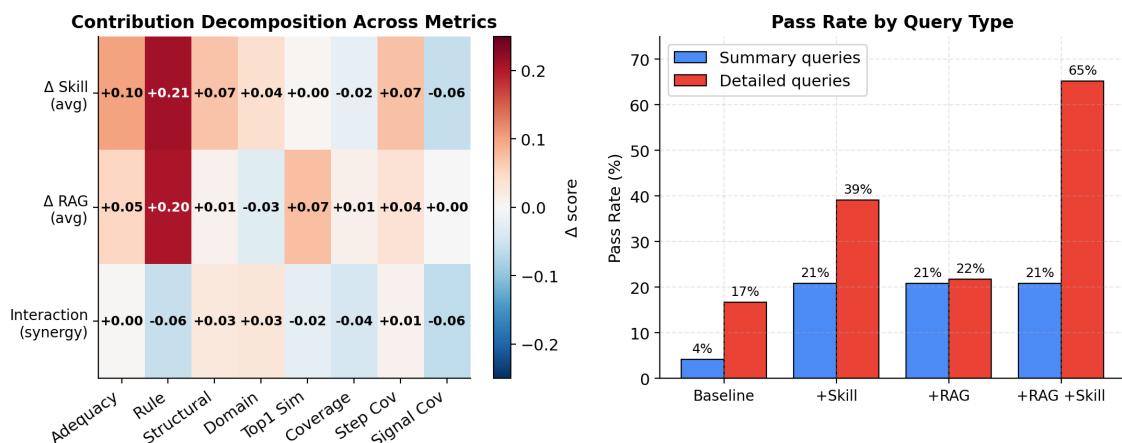 Contribution Decomposition Across Metrics
Δ Skill
(avg)
+0.10 +0.21 +0.07 +0.04 +0.00 -0.02 +0.07 -0.06
Δ RAG
(avg)
+0.05 +0.20 +0.01 -0.03 +0.07 +0.01 +0.04 +0.00
Interaction
(synergy)
+0.00 -0.06 +0.03 +0.03 -0.02 -0.04 +0.01 -0.06
Adequacy
Rule
Structural
Domain
Top1 Sim
Coverage
Step Cov
Signal Cov
0.2
0.1
0.0
−0.1
−0.2
Δ score
Pass Rate by Query Type
Summary queries
Detailed queries
Pass Rate (%)
70
60
50
40
30
20
10
0
4%
17%
21%
39%
21%
22%
21%
65%
Baseline
+Skill
+RAG
+RAG +Skill